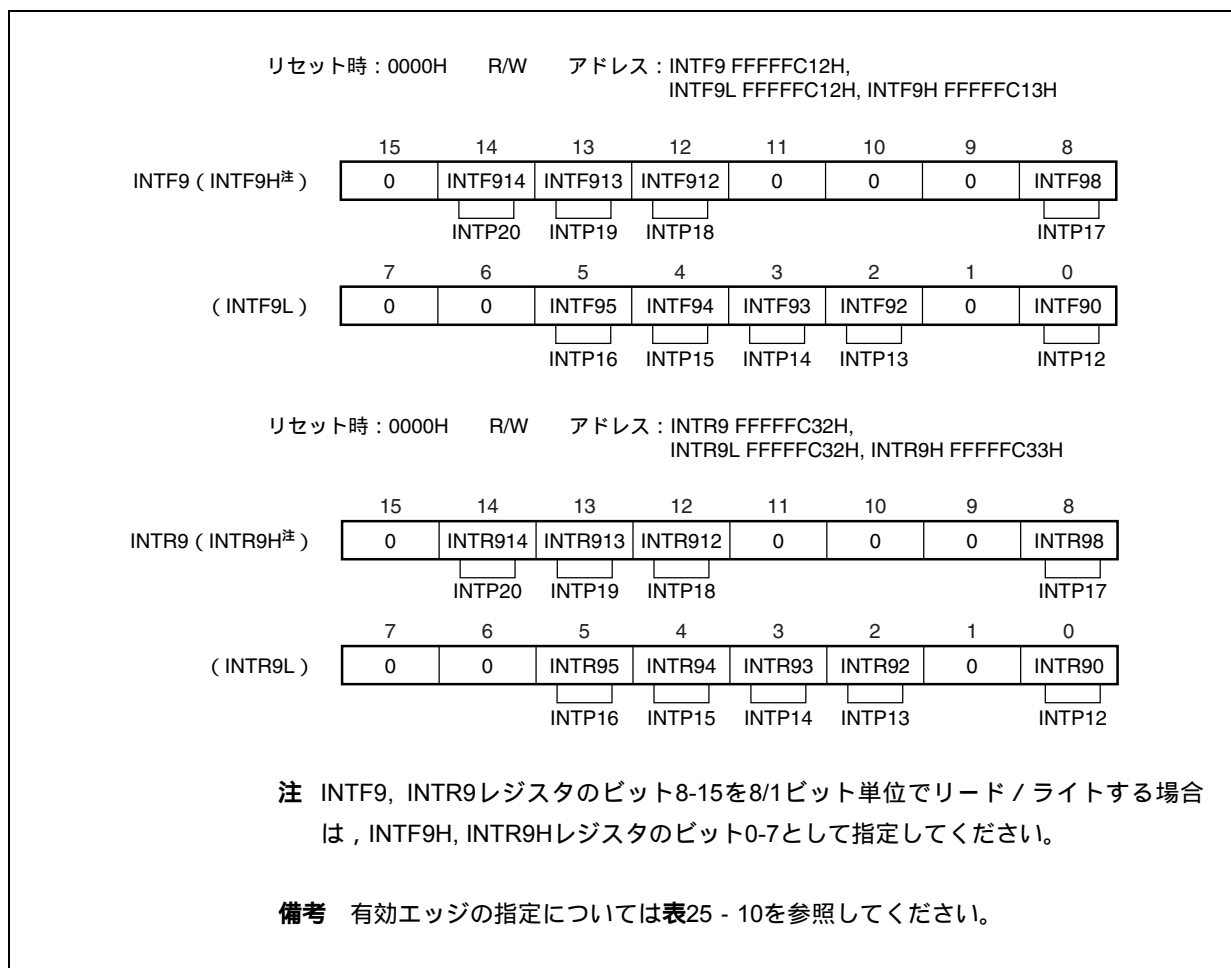 リセット時：0000H　R/W　アドレス：INTF9 FFFFFC12H,
INTF9L FFFFFC12H, INTF9H FFFFFC13H
15 14 13 12 11 10 9 8
INTF9（INTF9H注） 0 INTF914 INTF913 INTF912 0 0 0 INTF98
INTP20 INTP19 INTP18 INTP17
7 6 5 4 3 2 1 0
（INTF9L） 0 0 INTF95 INTF94 INTF93 INTF92 0 INTF90
INTP16 INTP15 INTP14 INTP13 INTP12
リセット時：0000H　R/W　アドレス：INTR9 FFFFFC32H,
INTR9L FFFFFC32H, INTR9H FFFFFC33H
15 14 13 12 11 10 9 8
INTR9（INTR9H注） 0 INTR914 INTR913 INTR912 0 0 0 INTR98
INTP20 INTP19 INTP18 INTP17
7 6 5 4 3 2 1 0
（INTR9L） 0 0 INTR95 INTR94 INTR93 INTR92 0 INTR90
INTP16 INTP15 INTP14 INTP13 INTP12
注 INTF9, INTR9レジスタのビット8-15を8/1ビット単位でリード／ライトする場合
は，INTF9H, INTR9Hレジスタのビット0-7として指定してください。
備考　有効エッジの指定については表25－10を参照してください。